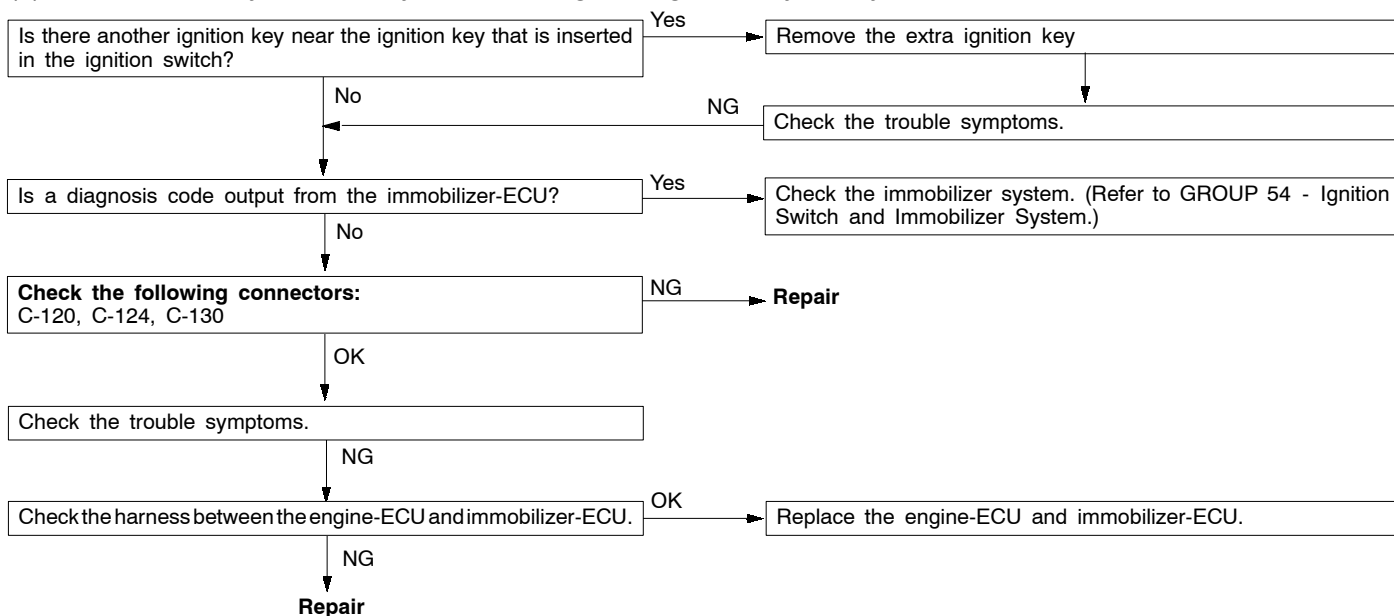 Is there another ignition key near the ignition key that is inserted
in the ignition switch?
Yes
Remove the extra ignition key
No
NG
Check the trouble symptoms.
Is a diagnosis code output from the immobilizer-ECU?
Yes
Check the immobilizer system. (Refer to GROUP 54 - Ignition
Switch and Immobilizer System.)
No
Check the following connectors:
C-120, C-124, C-130
NG
Repair
OK
Check the trouble symptoms.
NG
Check the harness between the engine-ECU and immobilizer-ECU.
OK
Replace the engine-ECU and immobilizer-ECU.
NG
Repair